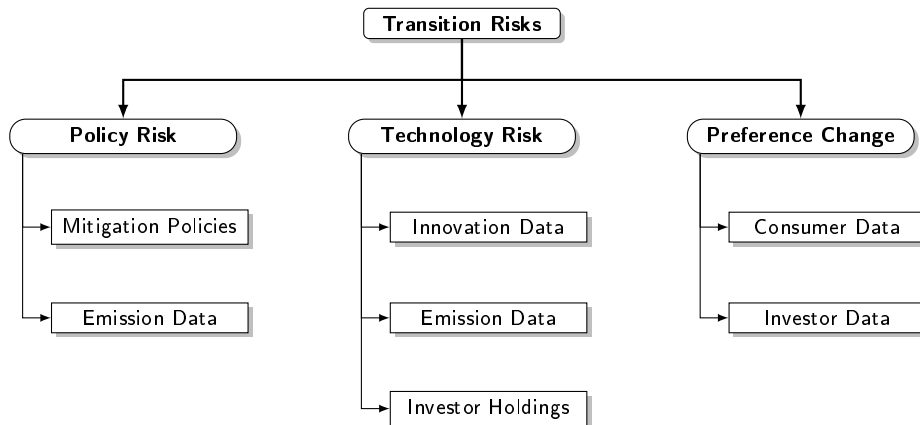 Transition Risks
Policy Risk
Technology Risk
Preference Change
Mitigation Policies
Innovation Data
Consumer Data
Emission Data
Emission Data
Investor Data
Investor Holdings